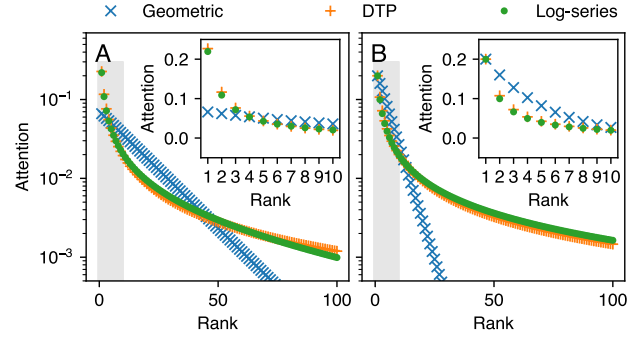 Geometric DTP Log-series
A B
Attention
10⁻¹
10⁻²
10⁻³
0 50 100
Rank
Attention
0.2
0.1
0.0
1 2 3 4 5 6 7 8 9 10
Rank
0 50 100
Rank
Attention
0.2
0.1
0.0
1 2 3 4 5 6 7 8 9 10
Rank